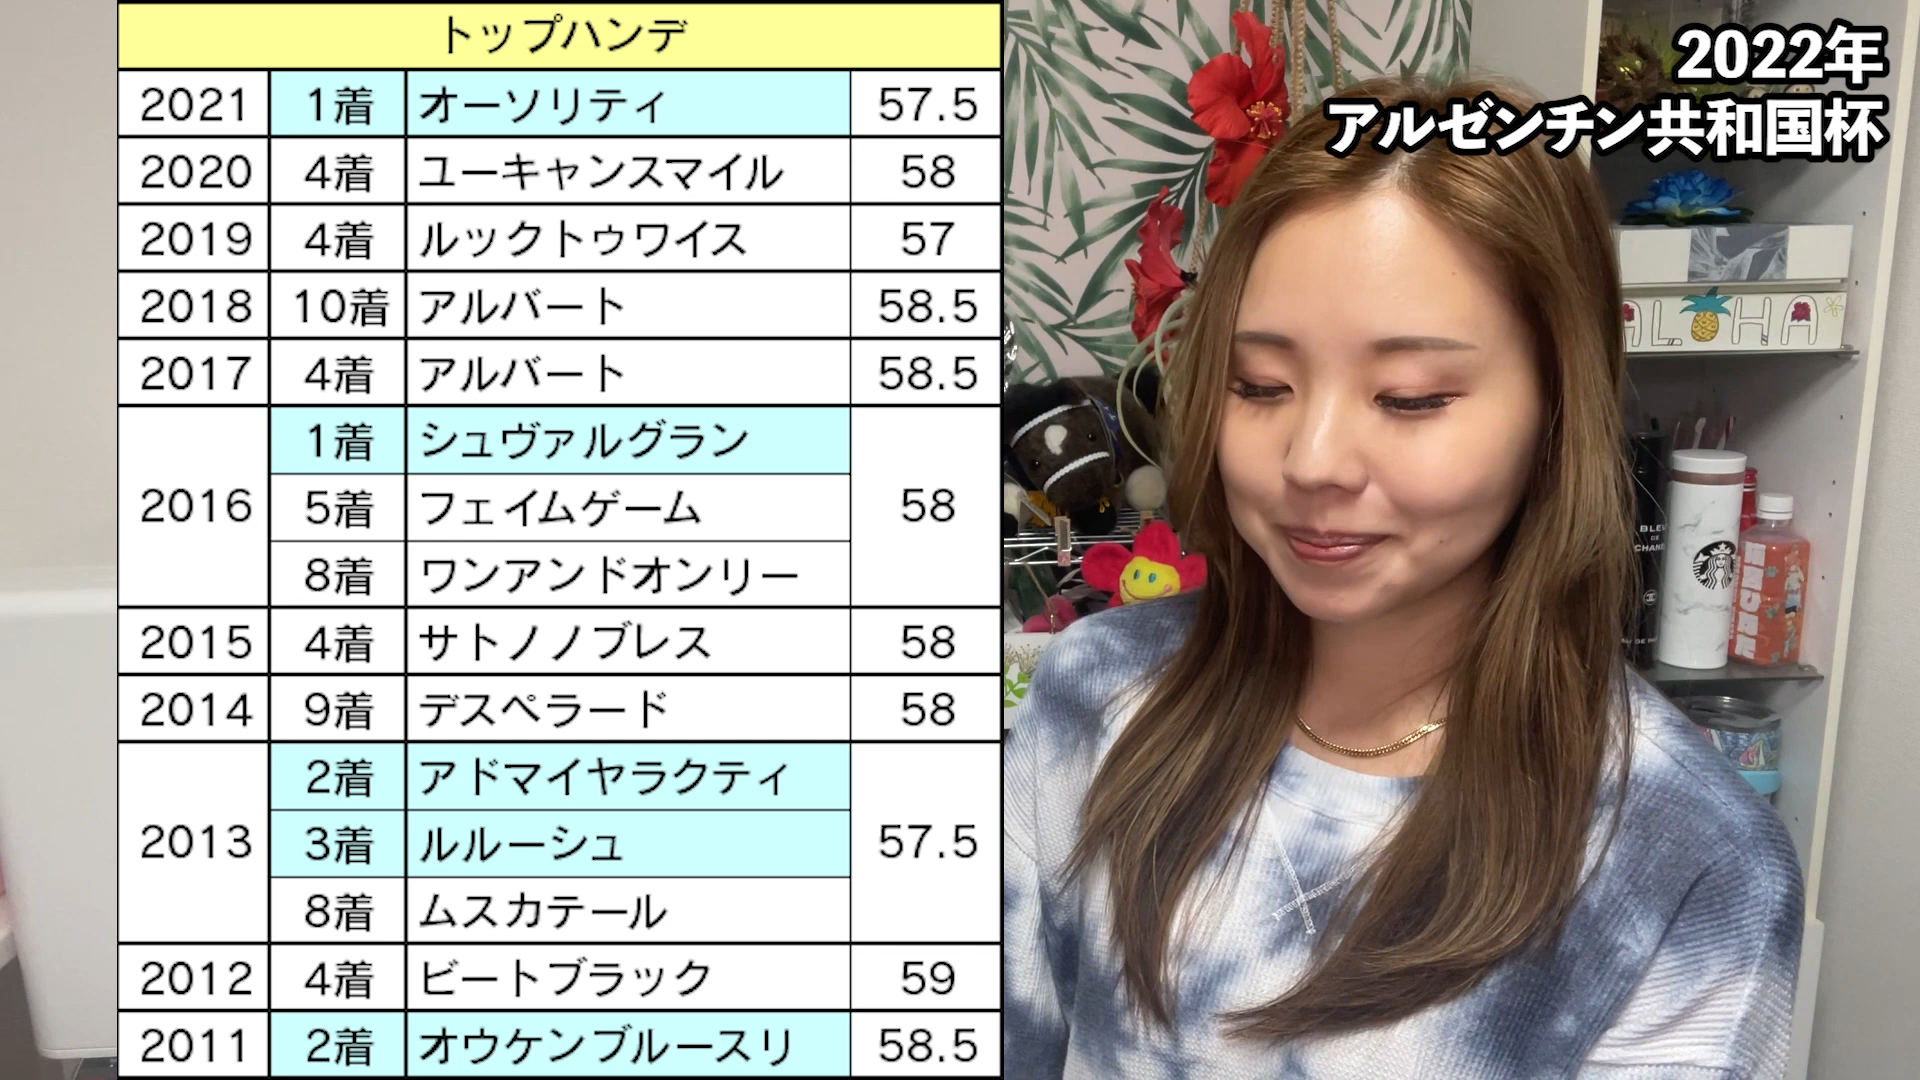 トップハンデ
2021 1着 オーソリティ 57.5
2020 4着 ユーキャンスマイル 58
2019 4着 ルックトゥワイス 57
2018 10着 アルバート 58.5
2017 4着 アルバート 58.5
2016 1着 シュヴァルグラン 58
5着 フェイムゲーム
8着 ワンアンドオンリー
2015 4着 サトノノブレス 58
2014 9着 デスペラード 58
2013 2着 アドマイヤラクティ 57.5
3着 ルルーシュ
8着 ムスカテール
2012 4着 ビートブラック 59
2011 2着 オウケンブルースリ 58.5
2022年
アルゼンチン共和国杯
ALOHA